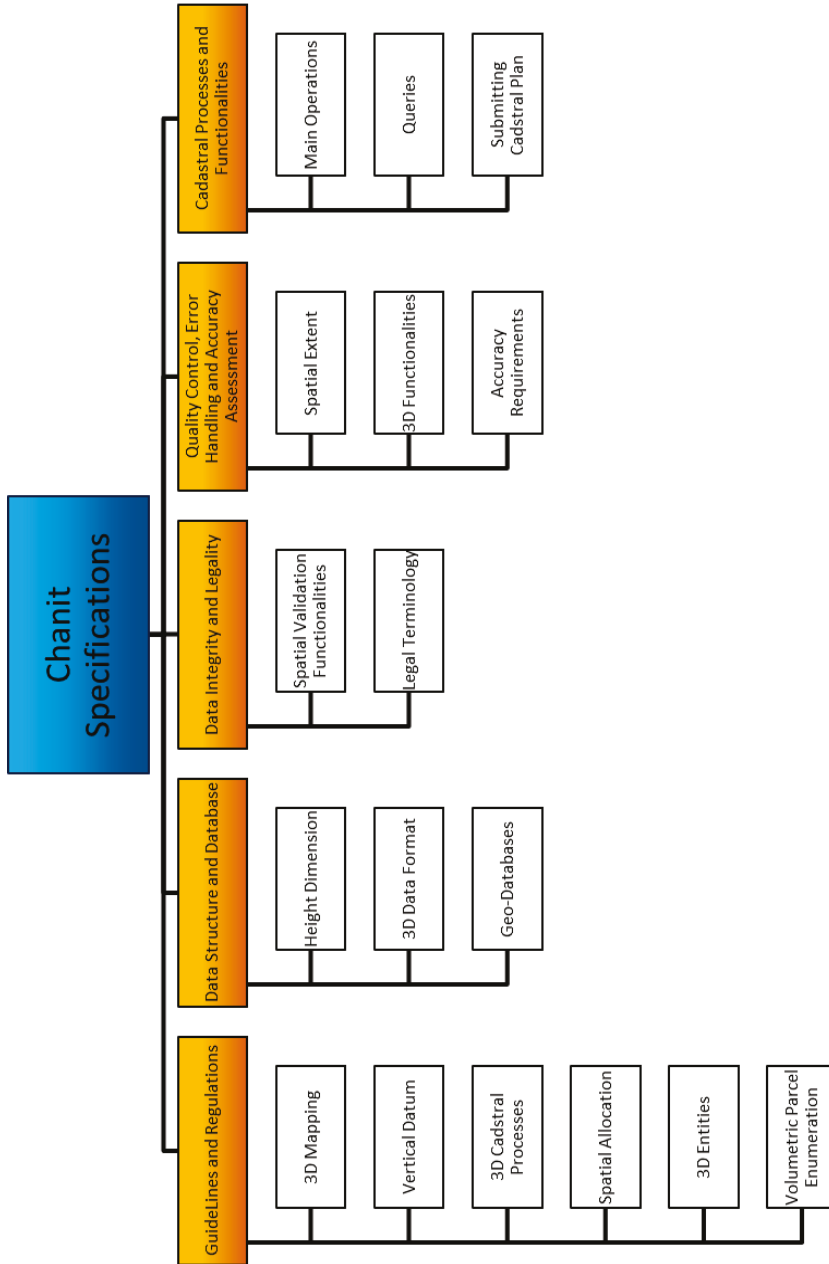 Chanit
Specifications
GuideLines and Regulations
3D Mapping
Vertical Datum
3D Cadstral
Processes
Spatial Allocation
3D Entities
Volumetric Parcel
Enumeration
Data Structure and Database
Height Dimension
3D Data Format
Geo-Databases
Data Integrity and Legality
Spatial Validation
Functionalities
Legal Terminology
Quality Control, Error
Handling and Accuracy
Assessment
Spatial Extent
3D Functionalities
Accuracy
Requirements
Cadastral Processes and
Functionalities
Main Operations
Queries
Submitting
Cadstral Plan